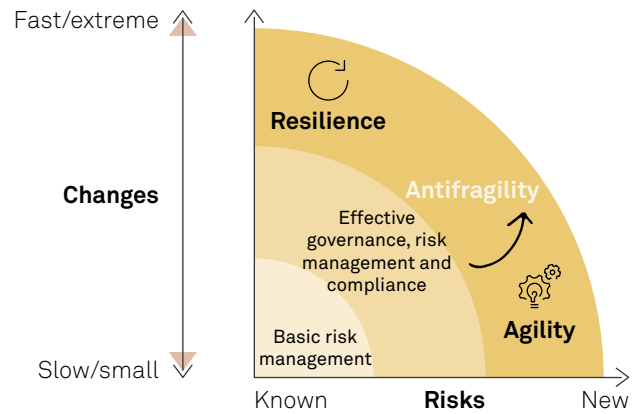 Fast/extreme
Resilience
Changes
Antifragility
Effective
governance, risk
management and
compliance
Agility
Basic risk
management
Slow/small
Known
Risks
New